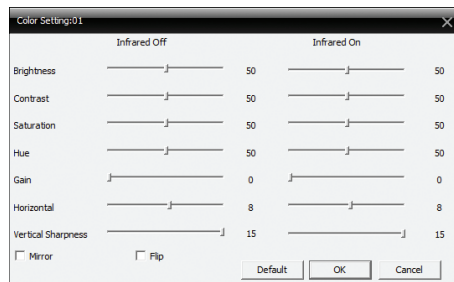 Color Setting:01
Infrared Off Infrared On
Brightness 50 50
Contrast 50 50
Saturation 50 50
Hue 50 50
Gain 0 0
Horizontal 8 8
Vertical Sharpness 15 15
Mirror Flip
Default OK Cancel